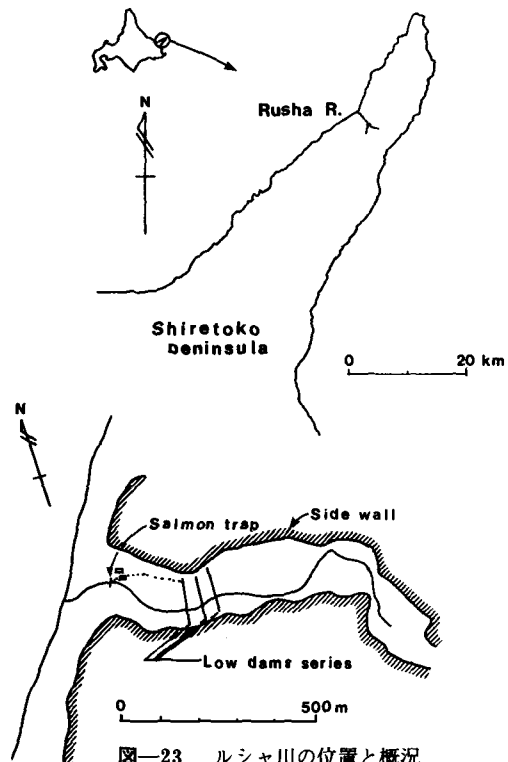 N
Rusha R.
Shiretoko
peninsula
0 20 km
N
Salmon trap
Side wall
Low dams series
0 500m
図—23 ルシャ川の位置と概況